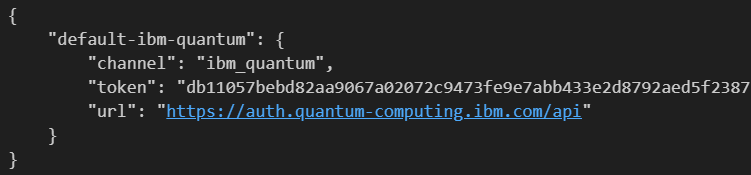 {
"default-ibm-quantum": {
"channel": "ibm_quantum",
"token": "db11057bebd82aa9067a02072c9473fe9e7abb433e2d8792aed5f2387
"url": "https://auth.quantum-computing.ibm.com/api"
}
}